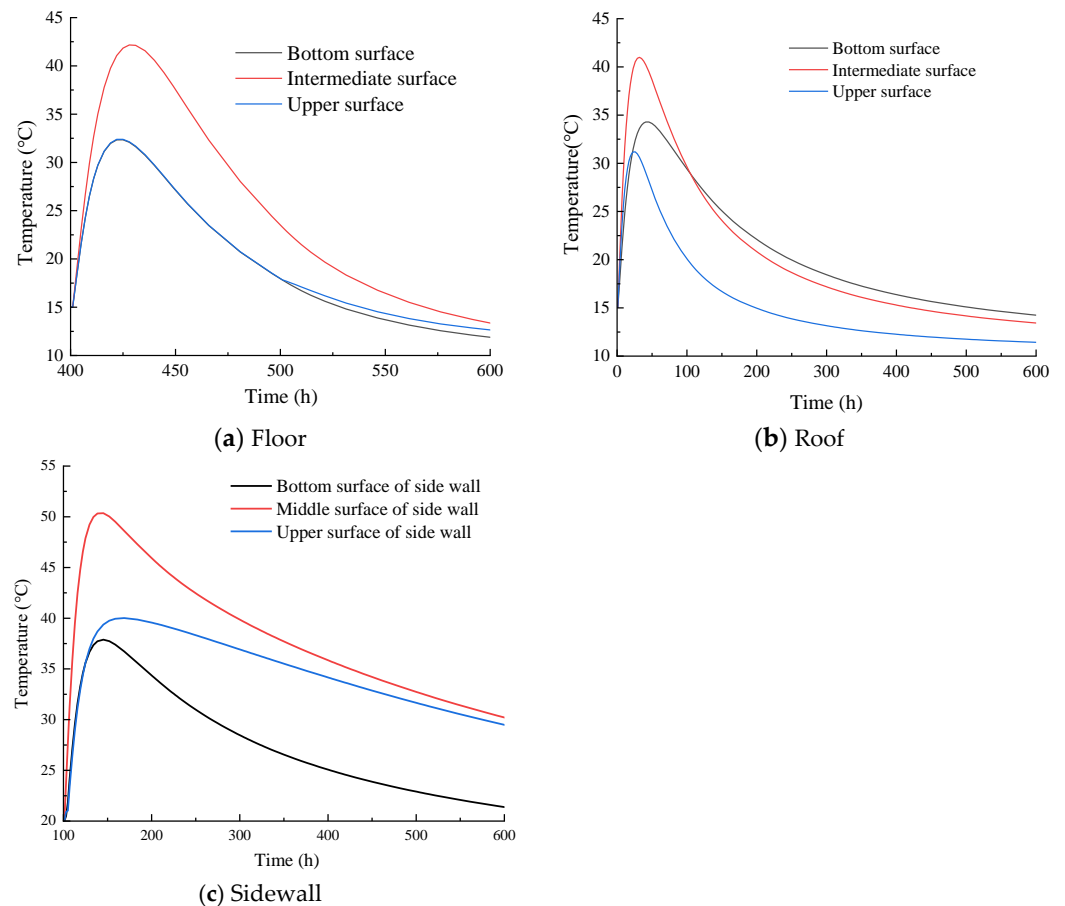 45
40
35
30
25
20
15
10
400
450
500
550
600
Temperature (°C)
Time (h)
Bottom surface
Intermediate surface
Upper surface
(a) Floor
45
40
35
30
25
20
15
10
0
100
200
300
400
500
600
Temperature(°C)
Time (h)
Bottom surface
Intermediate surface
Upper surface
(b) Roof
55
50
45
40
35
30
25
20
100
200
300
400
500
600
Temperature (°C)
Time (h)
Bottom surface of side wall
Middle surface of side wall
Upper surface of side wall
(c) Sidewall